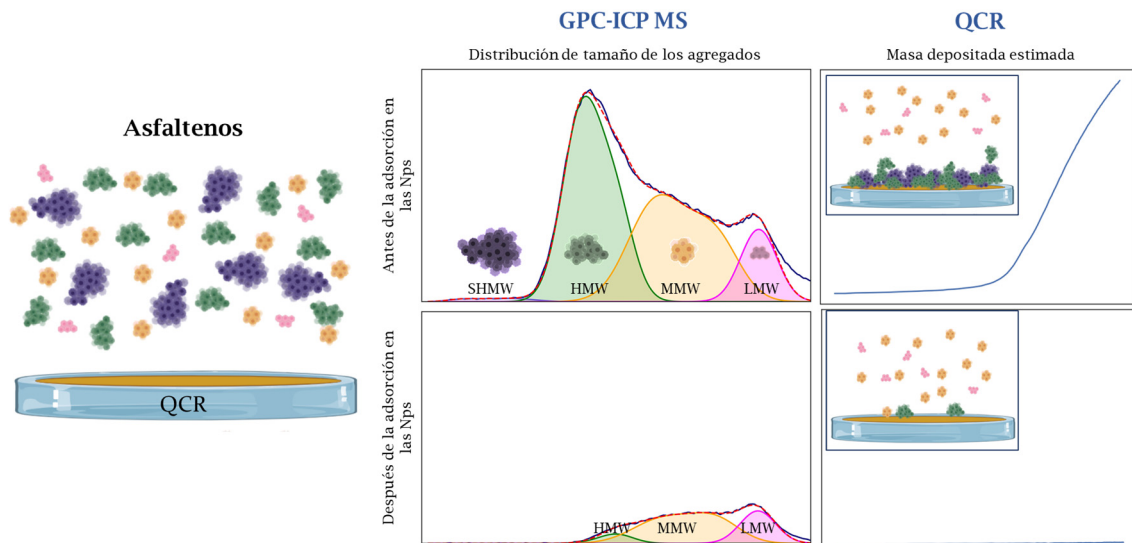 GPC-ICP MS
QCR
Distribución de tamaño de los agregados
Masa depositada estimada
Asfaltenos
QCR
Antes de la adsorción en
las Nps
SHMW
HMW
MMW
LMW
Después de la adsorción en
las Nps
HMW
MMW
LMW